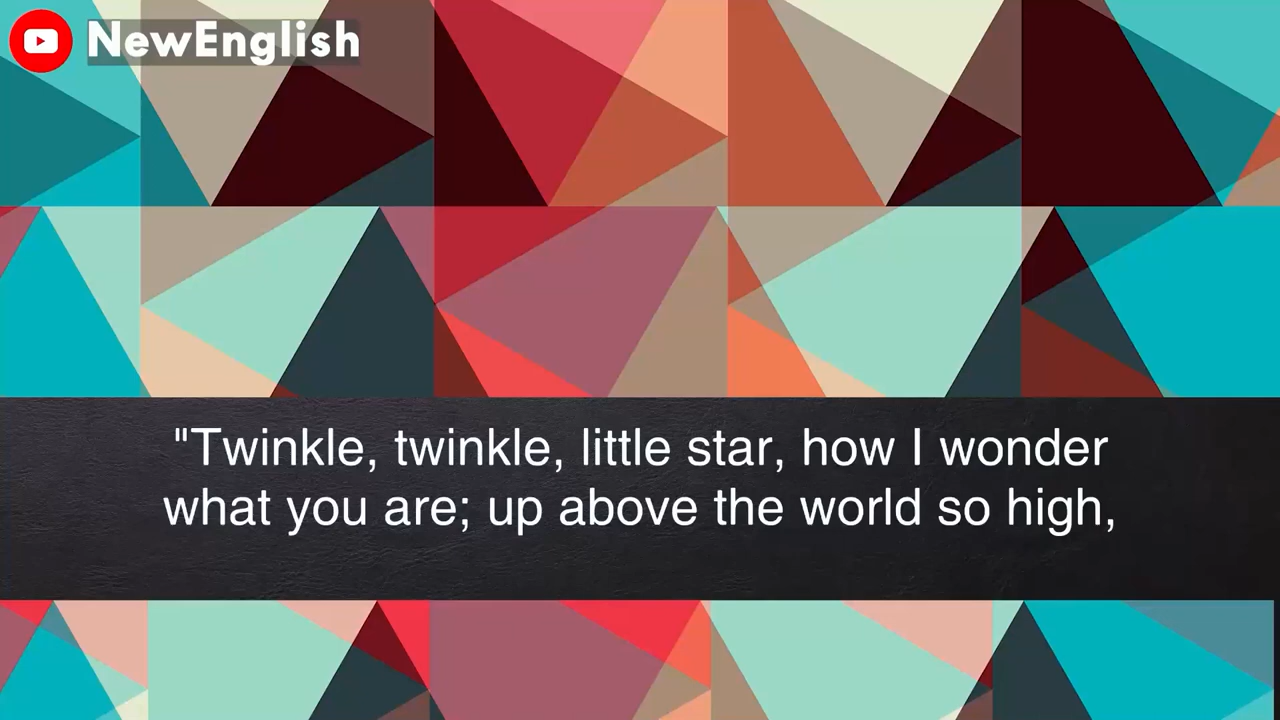 NewEnglish
"Twinkle, twinkle, little star, how I wonder
what you are; up above the world so high,